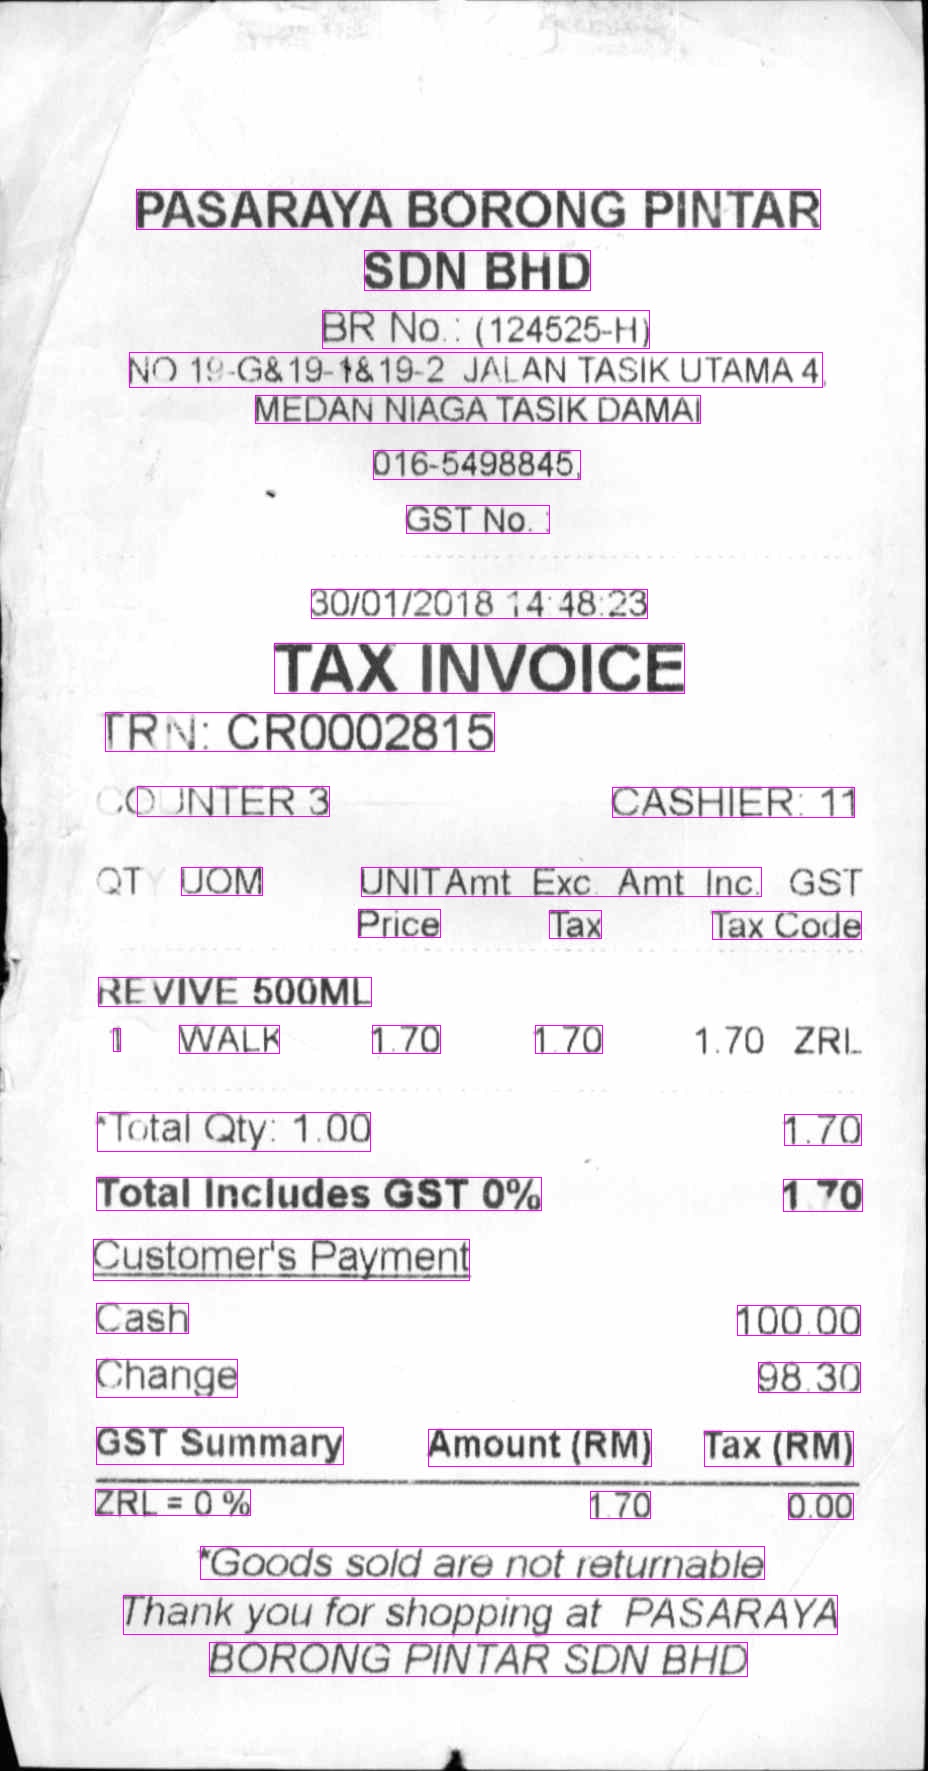 PASARAYA BORONG PINTAR
SDN BHD
BR No.: (124525-H)
NO 19-G&19-1&19-2 JALAN TASIK UTAMA 4,
MEDAN NIAGA TASIK DAMAI
016-5498845,
GST No. :
30/01/2018 14:48:23
TAX INVOICE
TRN: CR0002815
COUNTER 3 CASHIER: 11
QTY UOM UNIT Amt Exc. Amt Inc. GST
Price Tax Tax Code
REVIVE 500ML
1 WALK 1.70 1.70 1.70 ZRL
*Total Qty: 1.00 1.70
Total Includes GST 0% 1.70
Customer's Payment
Cash 100.00
Change 98.30
GST Summary Amount (RM) Tax (RM)
ZRL = 0 % 1.70 0.00
*Goods sold are not returnable
Thank you for shopping at PASARAYA
BORONG PINTAR SDN BHD